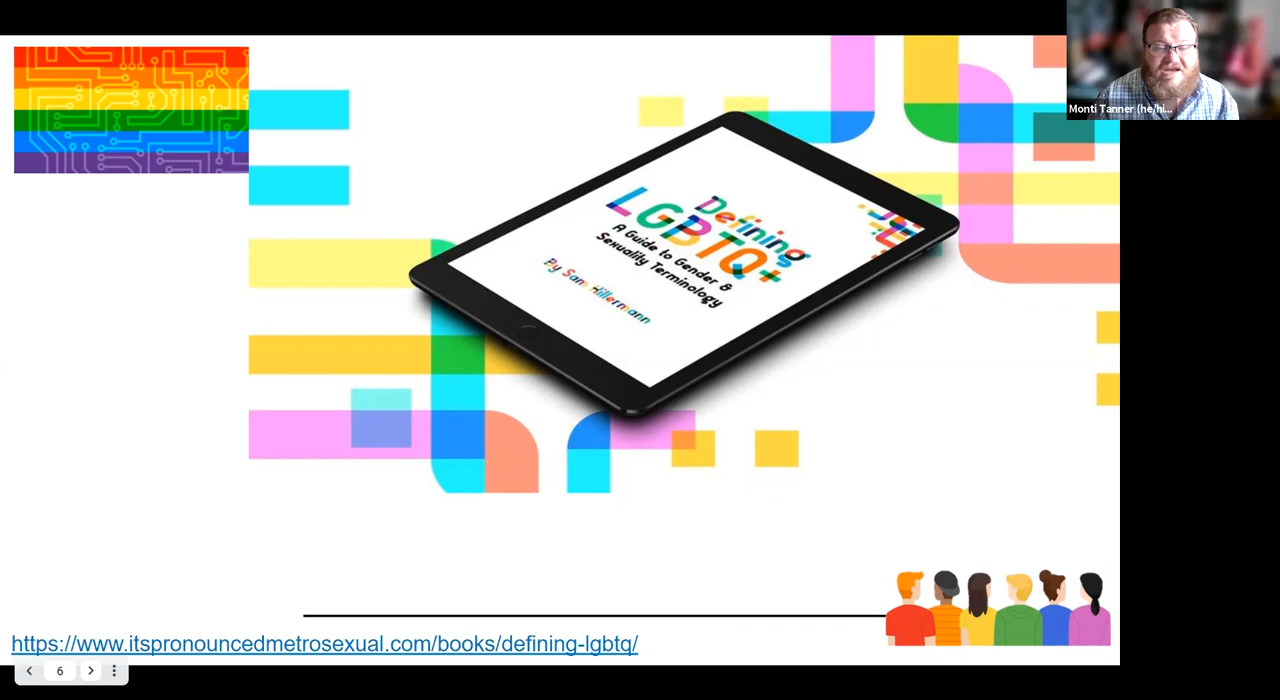 Monti Tanner (he/hi...
Defining
LGBTQ+
A Guide to Gender &
Sexuality Terminology
By Sam Killermann
https://www.itspronouncedmetrosexual.com/books/defining-lgbtq/
6